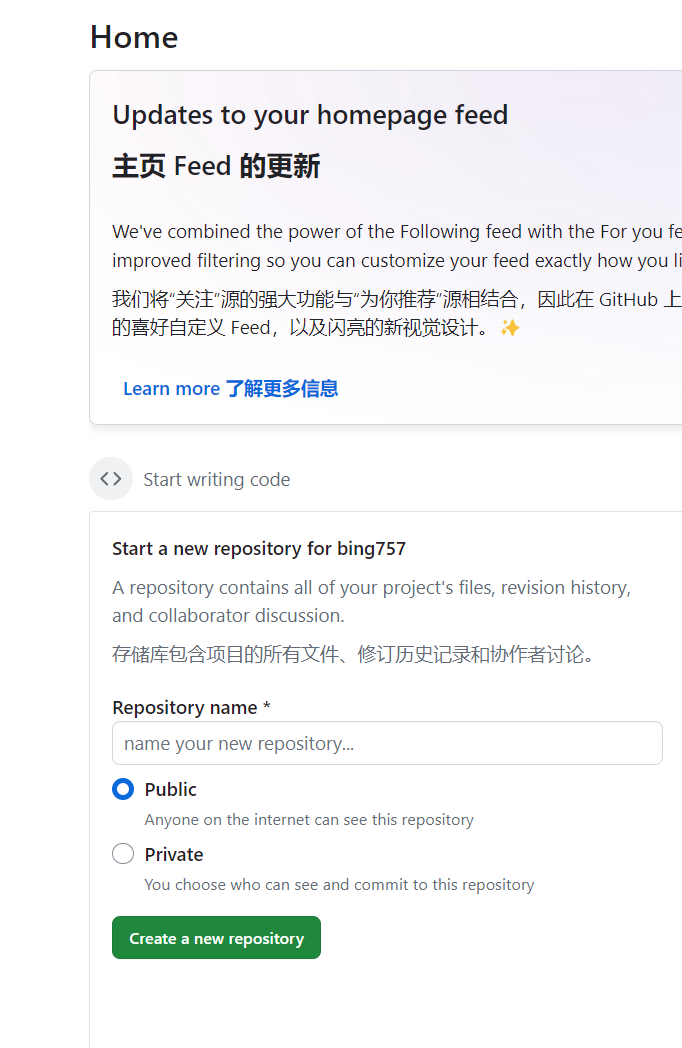 Home
Updates to your homepage feed
主页 Feed 的更新
We've combined the power of the Following feed with the For you fe
improved filtering so you can customize your feed exactly how you li
我们将“关注”源的强大功能与“为你推荐”源相结合，因此在 GitHub 上
的喜好自定义 Feed，以及闪亮的新视觉设计。 ✨
Learn more 了解更多信息
<> Start writing code
Start a new repository for bing757
A repository contains all of your project's files, revision history,
and collaborator discussion.
存储库包含项目的所有文件、修订历史记录和协作者讨论。
Repository name *
name your new repository...
Public
Anyone on the internet can see this repository
Private
You choose who can see and commit to this repository
Create a new repository